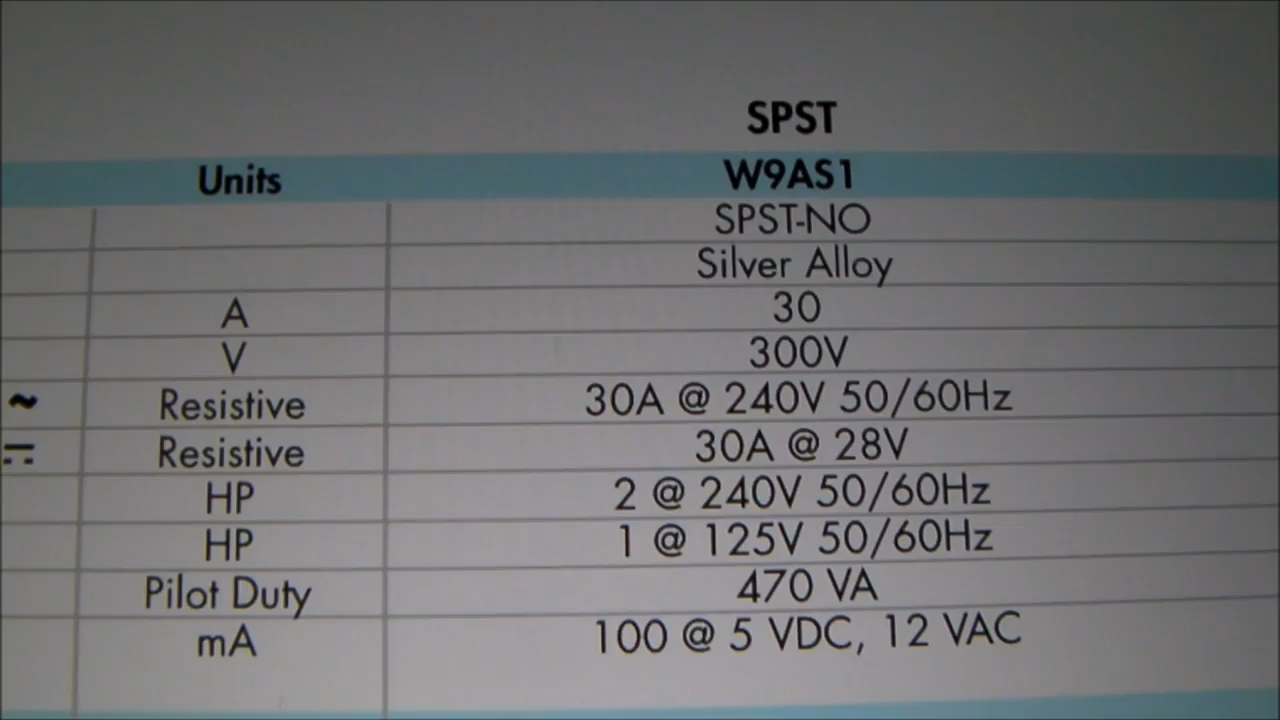 SPST
Units W9AS1
SPST-NO
Silver Alloy
A 30
V 300V
~ Resistive 30A @ 240V 50/60Hz
⎓ Resistive 30A @ 28V
HP 2 @ 240V 50/60Hz
HP 1 @ 125V 50/60Hz
Pilot Duty 470 VA
mA 100 @ 5 VDC, 12 VAC